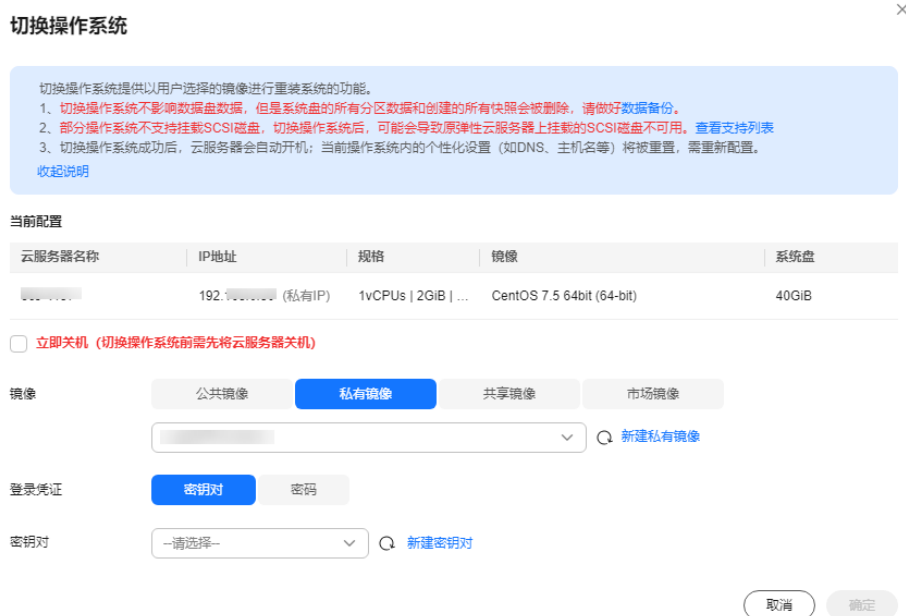 切换操作系统
切换操作系统提供以用户选择的镜像进行重装系统的功能。
1、切换操作系统不影响数据盘数据，但是系统盘的所有分区数据和创建的所有快照会被删除，请做好数据备份。
2、部分操作系统不支持挂载SCSI磁盘，切换操作系统后，可能会导致原弹性云服务器上挂载的SCSI磁盘不可用。查看支持列表
3、切换操作系统成功后，云服务器会自动开机；当前操作系统内的个性化设置（如DNS、主机名等）将被重置，需重新配置。
收起说明
当前配置
云服务器名称 IP地址 规格 镜像 系统盘
192. (私有IP) 1vCPUs | 2GiB | ... CentOS 7.5 64bit (64-bit) 40GiB
立即关机（切换操作系统前需先将云服务器关机）
镜像 公共镜像 私有镜像 共享镜像 市场镜像
新建私有镜像
登录凭证 密钥对 密码
密钥对 --请选择-- 新建密钥对
取消 确定